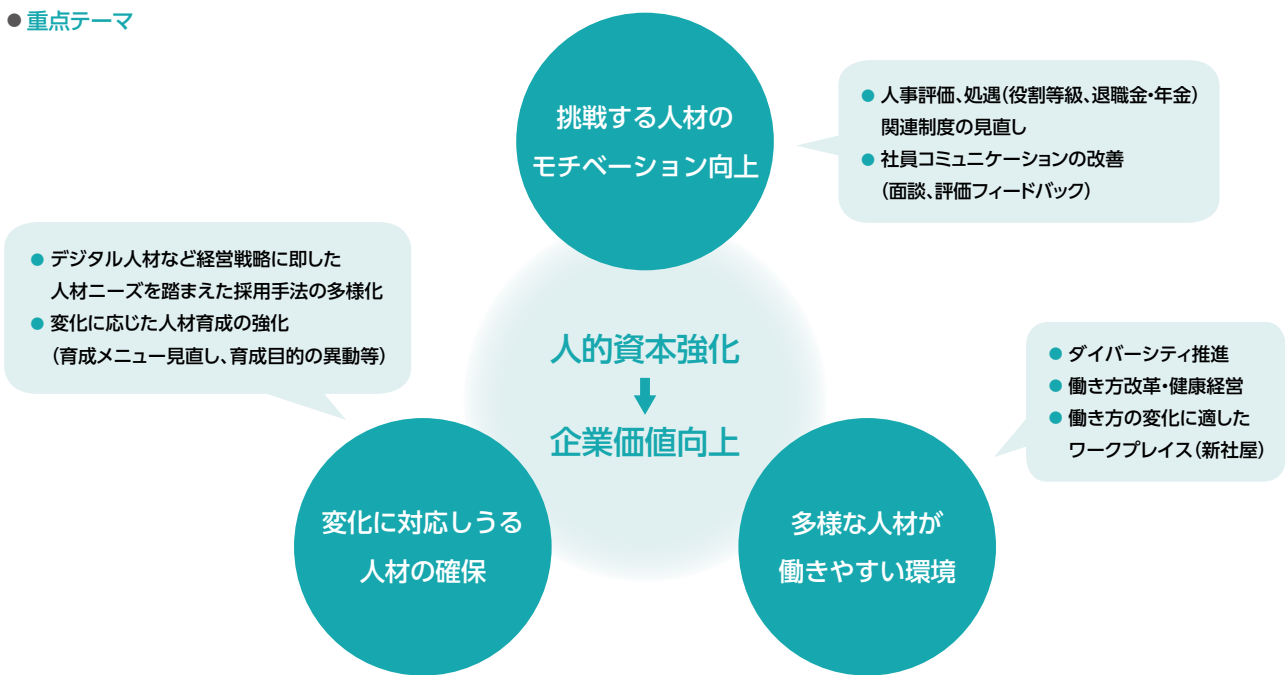 ●重点テーマ
挑戦する人材の
モチベーション向上
● 人事評価、処遇(役割等級、退職金・年金)
関連制度の見直し
● 社員コミュニケーションの改善
(面談、評価フィードバック)
● デジタル人材など経営戦略に即した
人材ニーズを踏まえた採用手法の多様化
● 変化に応じた人材育成の強化
(育成メニュー見直し、育成目的の異動等)
人的資本強化
企業価値向上
● ダイバーシティ推進
● 働き方改革・健康経営
● 働き方の変化に適した
ワークプレイス(新社屋)
変化に対応しうる
人材の確保
多様な人材が
働きやすい環境